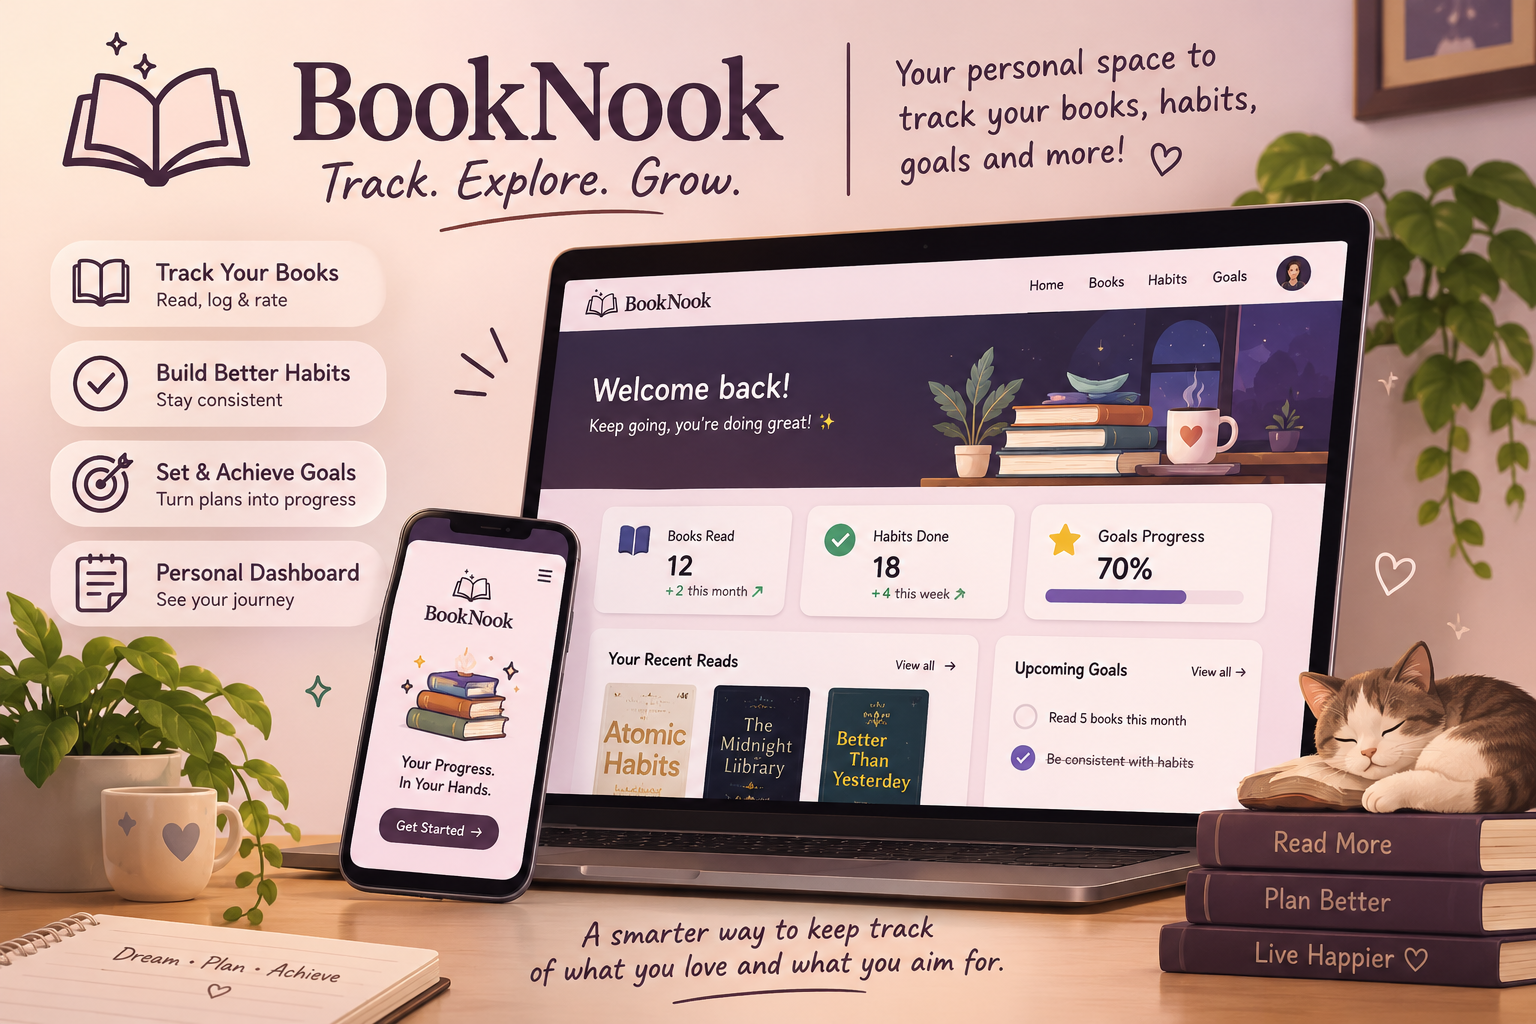 BookNook
Track. Explore. Grow.
Your personal space to
track your books, habits,
goals and more!
Track Your Books
Read, log & rate
Build Better Habits
Stay consistent
Set & Achieve Goals
Turn plans into progress
Personal Dashboard
See your journey
BookNook
Home Books Habits Goals
Welcome back!
Keep going, you're doing great!
Books Read
12
+2 this month
Habits Done
18
+4 this week
Goals Progress
70%
Your Recent Reads
View all →
Atomic
Habits
The
Midnight
Liibrary
Better
Than
Yesterday
Upcoming Goals
View all →
Read 5 books this month
Be consistent with habits
BookNook
Your Progress.
In Your Hands.
Get Started →
Read More
Plan Better
Live Happier
Dream · Plan · Achieve
A smarter way to keep track
of what you love and what you aim for.